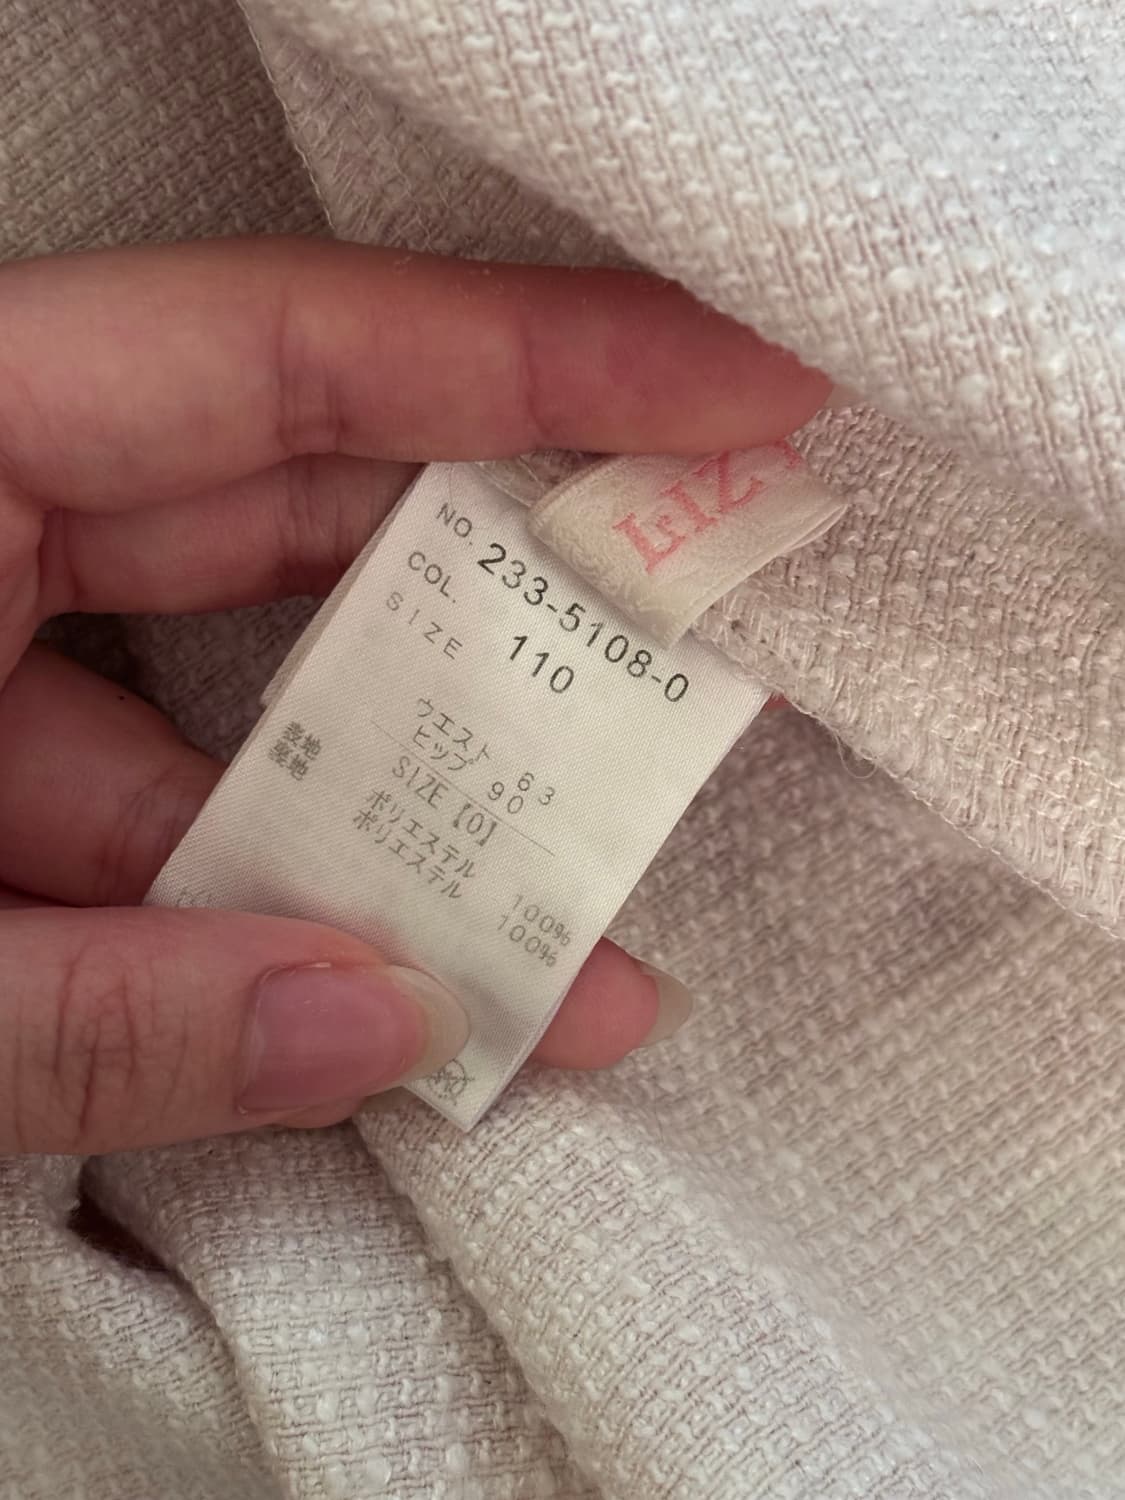 LIZ
NO. 233-5108-0
COL. 110
SIZE
ウエスト 63
ヒップ 90
SIZE【0】
表地 ポリエステル 100%
裏地 ポリエステル 100%